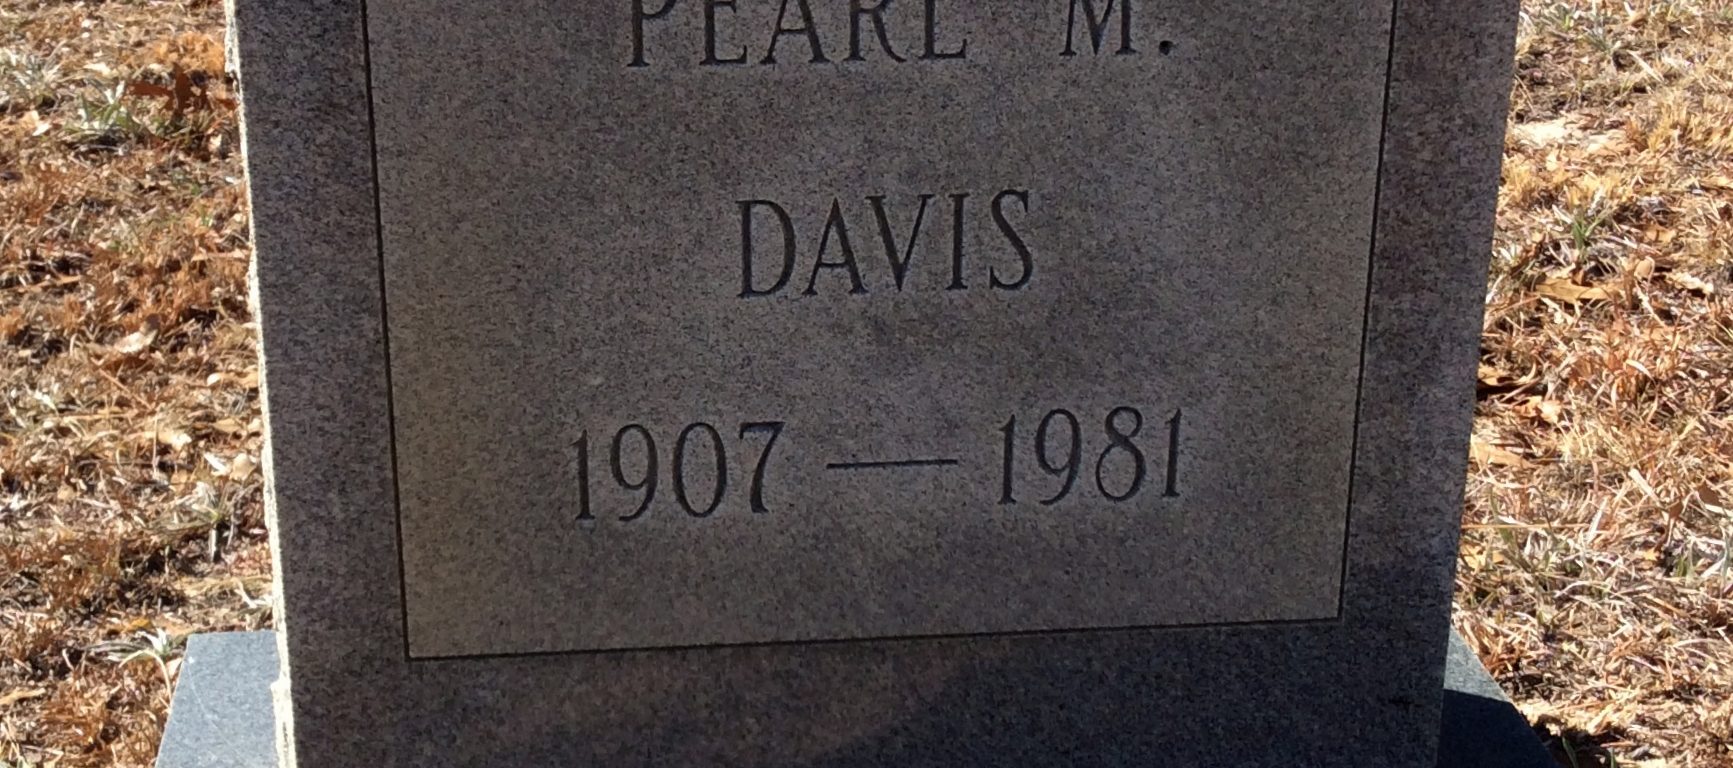 PEARL M.
DAVIS
1907 — 1981